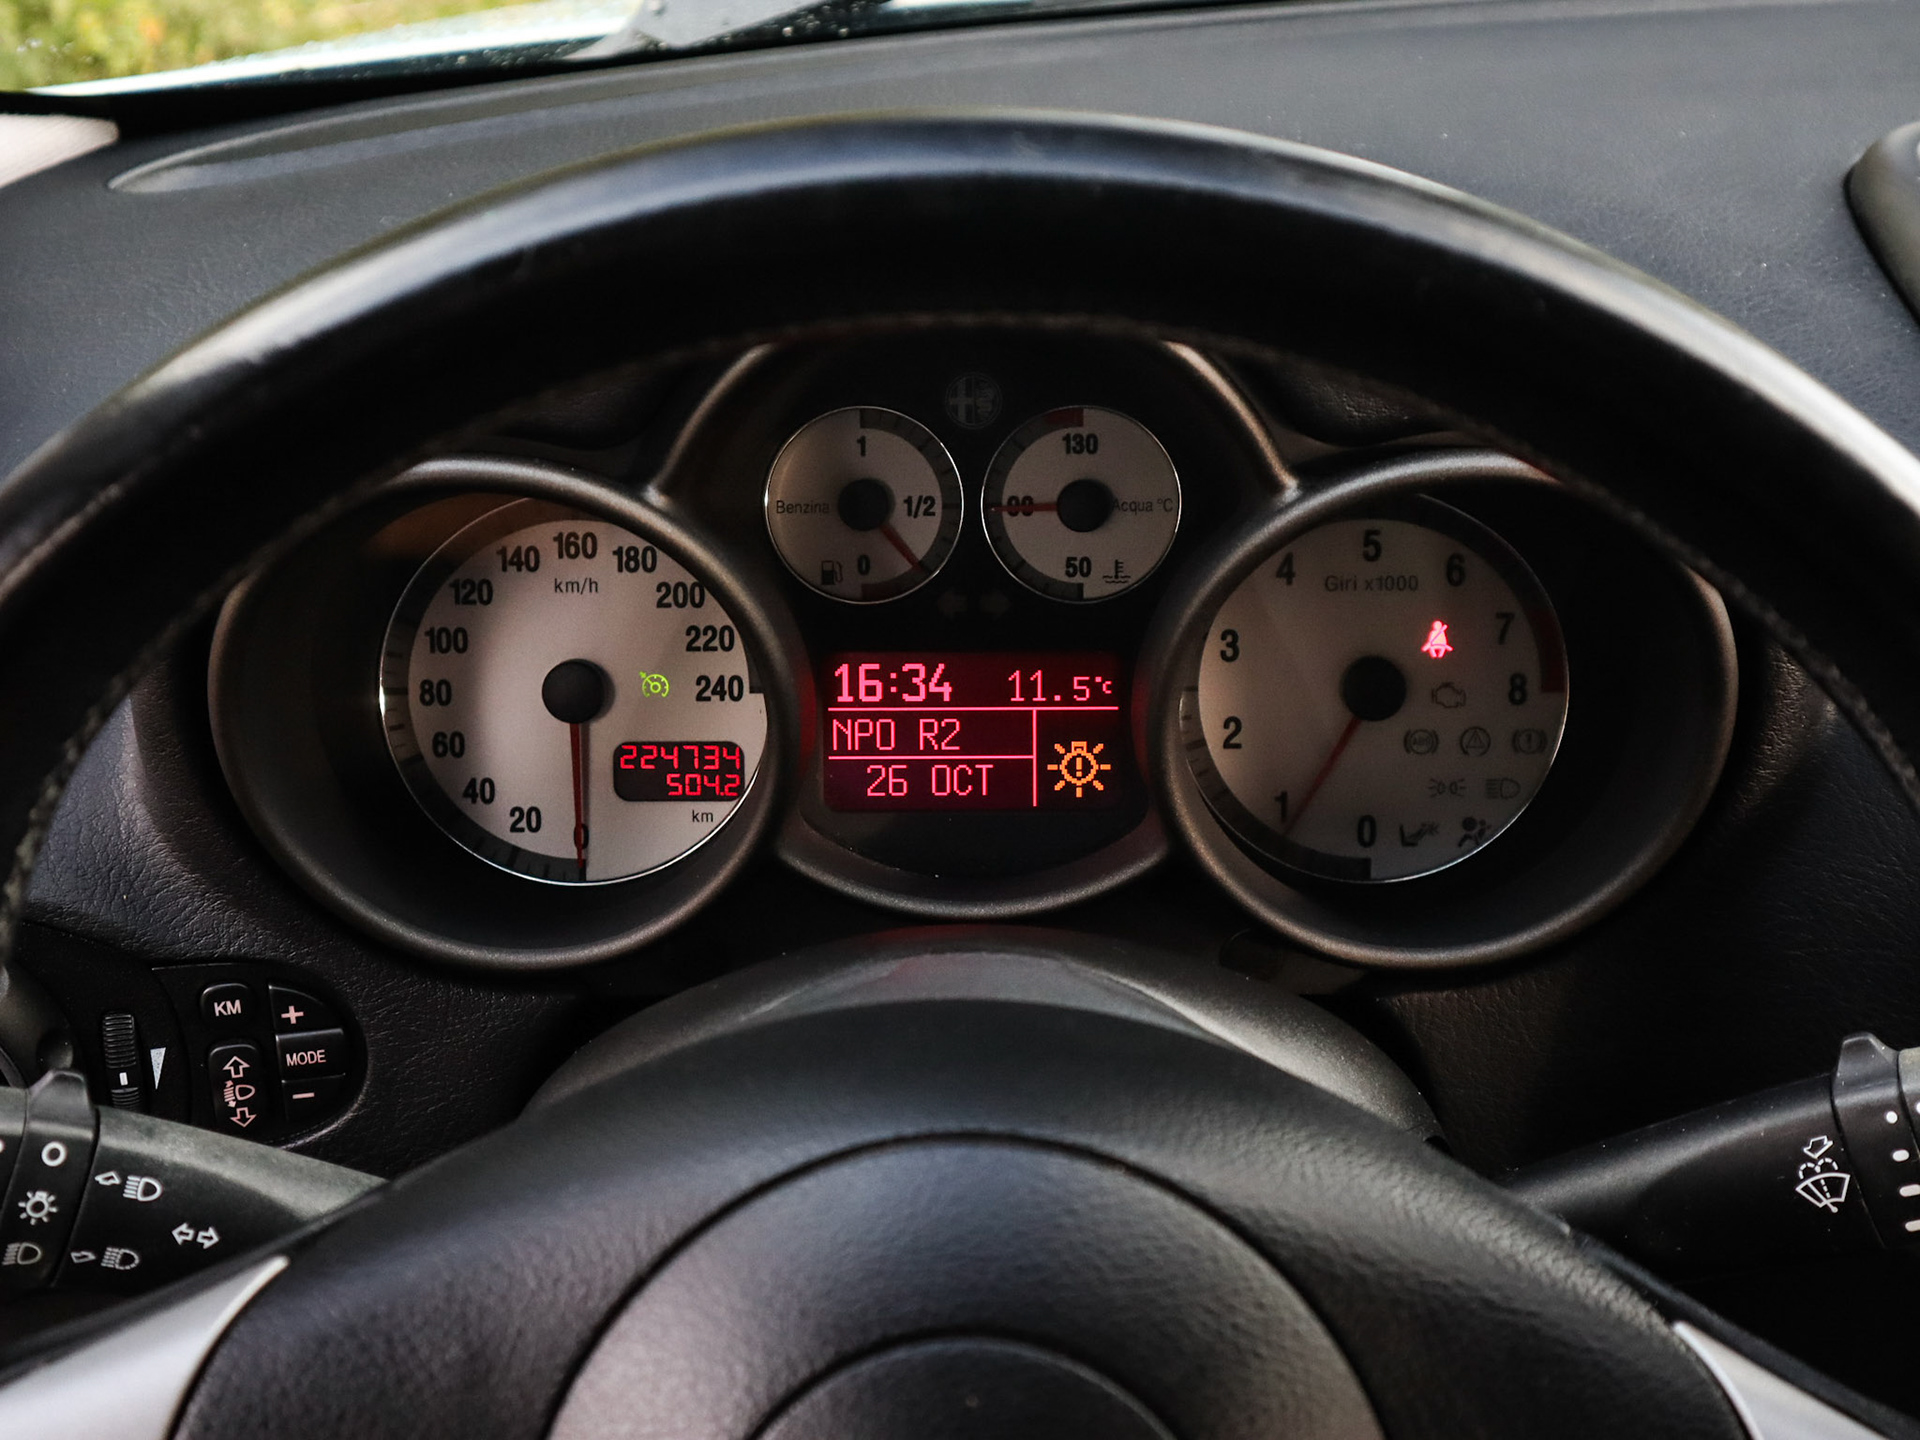 1
Benzina
1/2
0
130
90
Acqua °C
50
160
140
180
km/h
120
200
100
220
80
240
60
40
20
0
224734
504.2
km
16:34 11.5°C
NPO R2
26 OCT
5
4
6
Giri x1000
3
7
8
2
1
0
ABS
KM
+
MODE
−